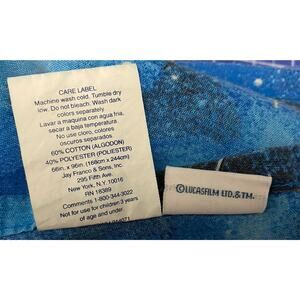 CARE LABEL
Machine wash cold. Tumble dry
low. Do not bleach. Wash dark
colors separately.
Lavar a maquina con agua fria,
secar a baja temperatura.
No use cloro, colores
oscuros separados.
60% COTTON (ALGODON)
40% POLYESTER (POLIESTER)
66in. x 96in. (168cm x 244cm)
Jay Franco & Sons, Inc.
295 Fifth Ave.
New York, N.Y. 10016
RN 18389
Comments 1-800-344-3022
Not for use for children 3 years
of age and under.
©LUCASFILM LTD.&TM.